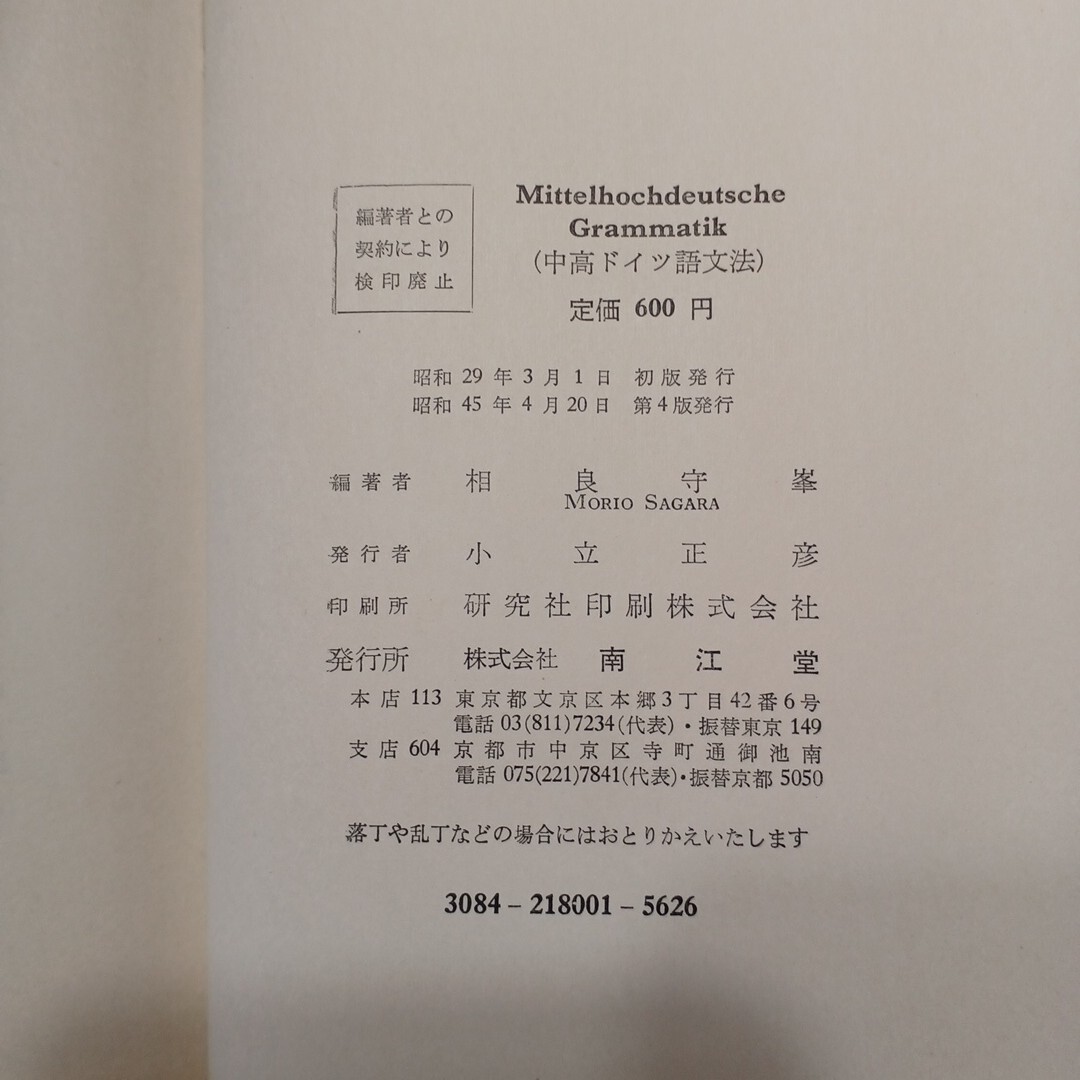 編著者との
契約により
検印廃止
Mittelhochdeutsche
Grammatik
(中高ドイツ語文法)
定価 600 円
昭和 29 年 3 月 1 日 初版発行
昭和 45 年 4 月 20 日 第4版発行
編著者 相良守峯
MORIO SAGARA
発行者 小立正彦
印刷所 研究社印刷株式会社
発行所 株式会社 南江堂
本店 113 東京都文京区本郷3丁目42番6号
電話 03(811)7234(代表)・振替東京 149
支店 604 京都市中京区寺町通御池南
電話 075(221)7841(代表)・振替京都 5050
落丁や乱丁などの場合にはおとりかえいたします
3084 – 218001 – 5626